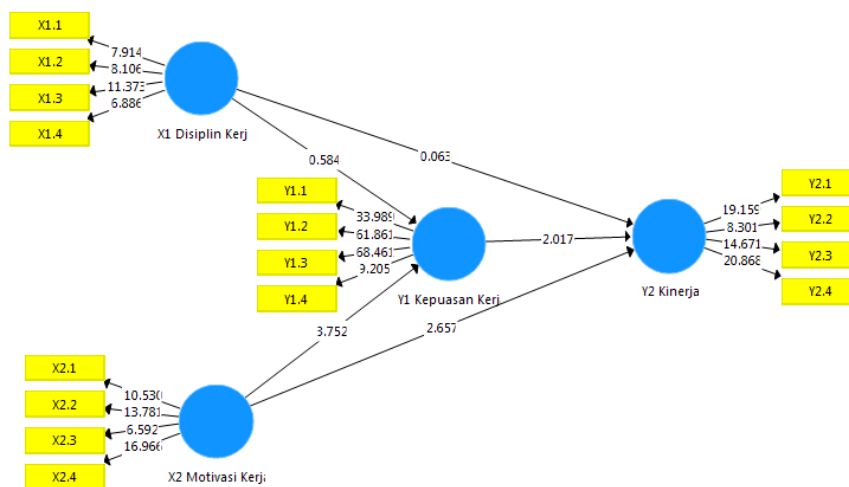 X1.1
X1.2
X1.3
X1.4
7.914
8.106
11.373
6.886
X1 Disiplin Kerj
0.063
0.584
Y1.1
Y1.2
Y1.3
Y1.4
33.989
61.861
68.461
9.205
Y1 Kepuasan Kerj
2.017
Y2 Kinerja
19.159
8.301
14.671
20.868
Y2.1
Y2.2
Y2.3
Y2.4
3.752
2.657
X2.1
X2.2
X2.3
X2.4
10.530
13.781
6.592
16.966
X2 Motivasi Kerja